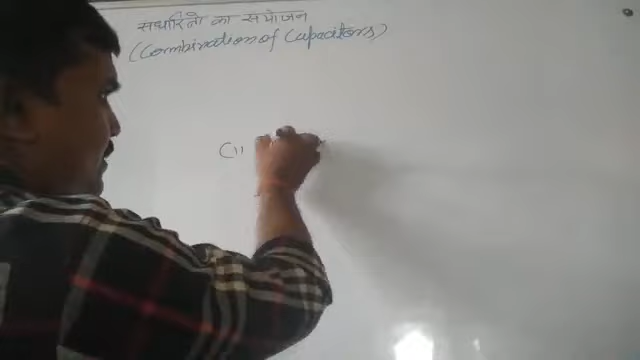 संधारित्रों का संयोजन
(Combination of Capacitors)
(1)